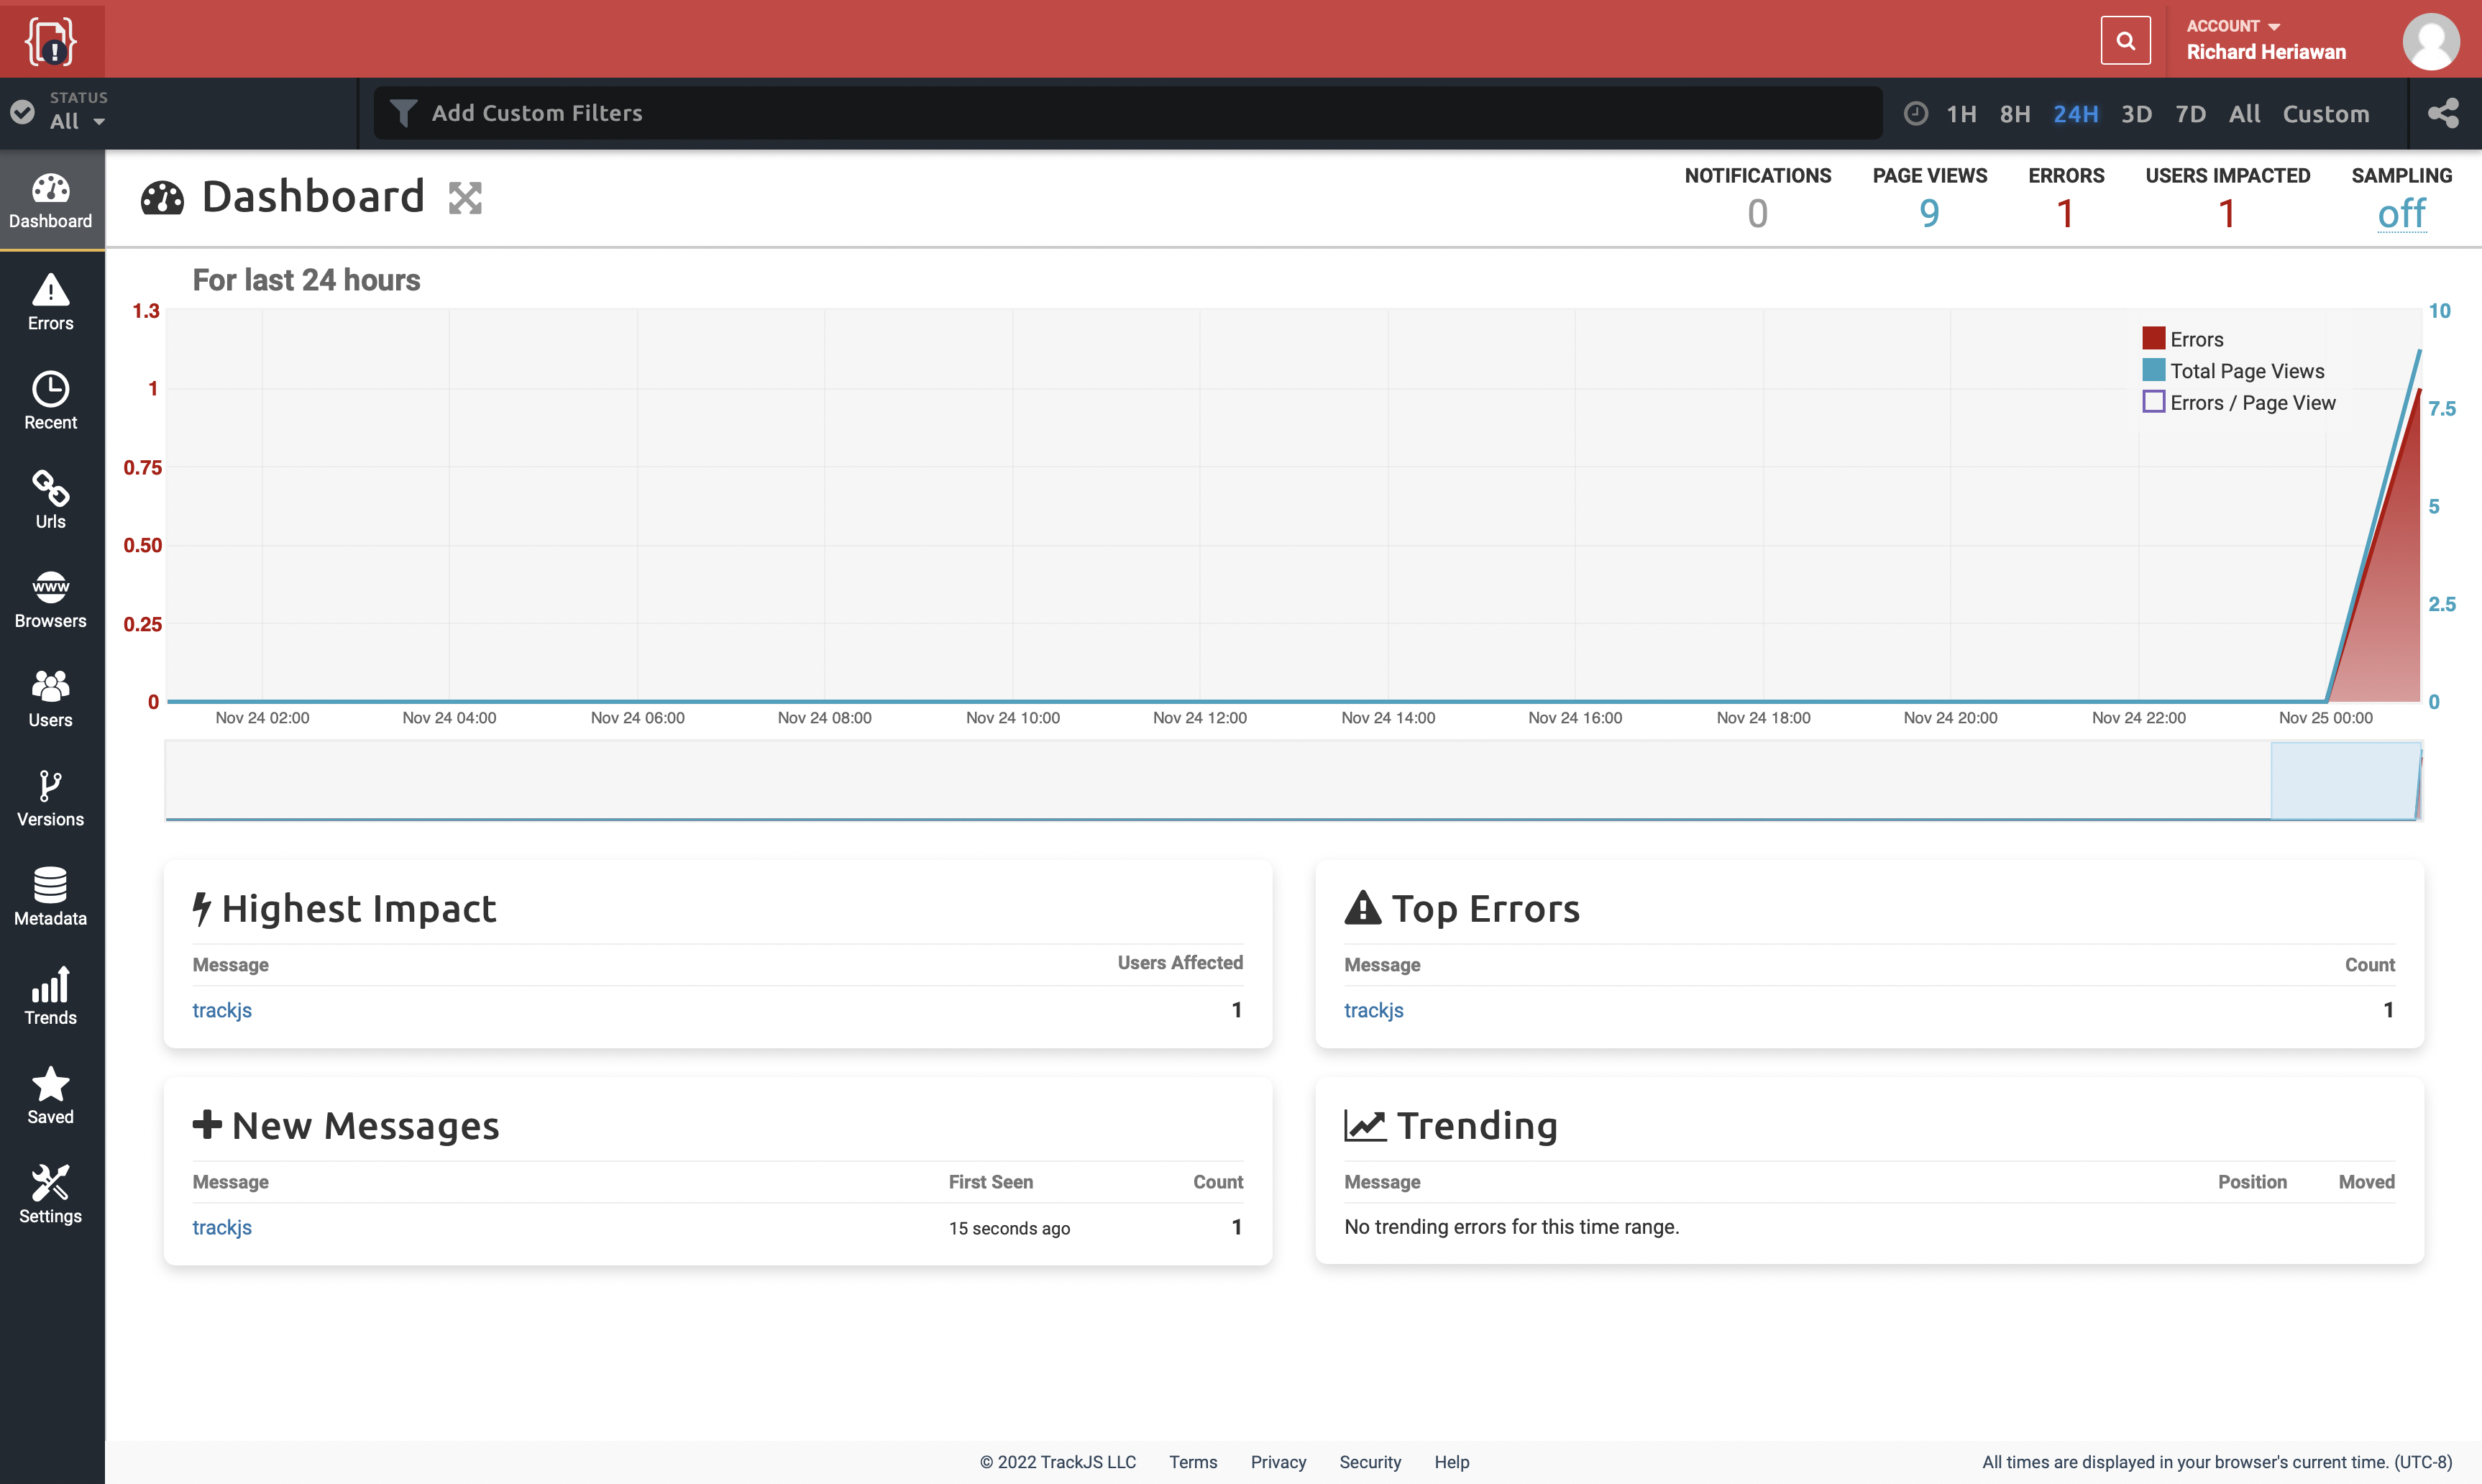 ACCOUNT
Richard Heriawan
STATUS
All
Add Custom Filters
1H 8H 24H 3D 7D All Custom
Dashboard
Errors
Recent
Urls
www
Browsers
Users
Versions
Metadata
Trends
Saved
Settings
Dashboard
NOTIFICATIONS PAGE VIEWS ERRORS USERS IMPACTED SAMPLING
0 9 1 1 off
For last 24 hours
1.3
1
0.75
0.50
0.25
0
10
7.5
5
2.5
0
Errors
Total Page Views
Errors / Page View
Nov 24 02:00 Nov 24 04:00 Nov 24 06:00 Nov 24 08:00 Nov 24 10:00 Nov 24 12:00 Nov 24 14:00 Nov 24 16:00 Nov 24 18:00 Nov 24 20:00 Nov 24 22:00 Nov 25 00:00
Highest Impact
Message Users Affected
trackjs 1
Top Errors
Message Count
trackjs 1
New Messages
Message First Seen Count
trackjs 15 seconds ago 1
Trending
Message Position Moved
No trending errors for this time range.
© 2022 TrackJS LLC Terms Privacy Security Help
All times are displayed in your browser's current time. (UTC-8)